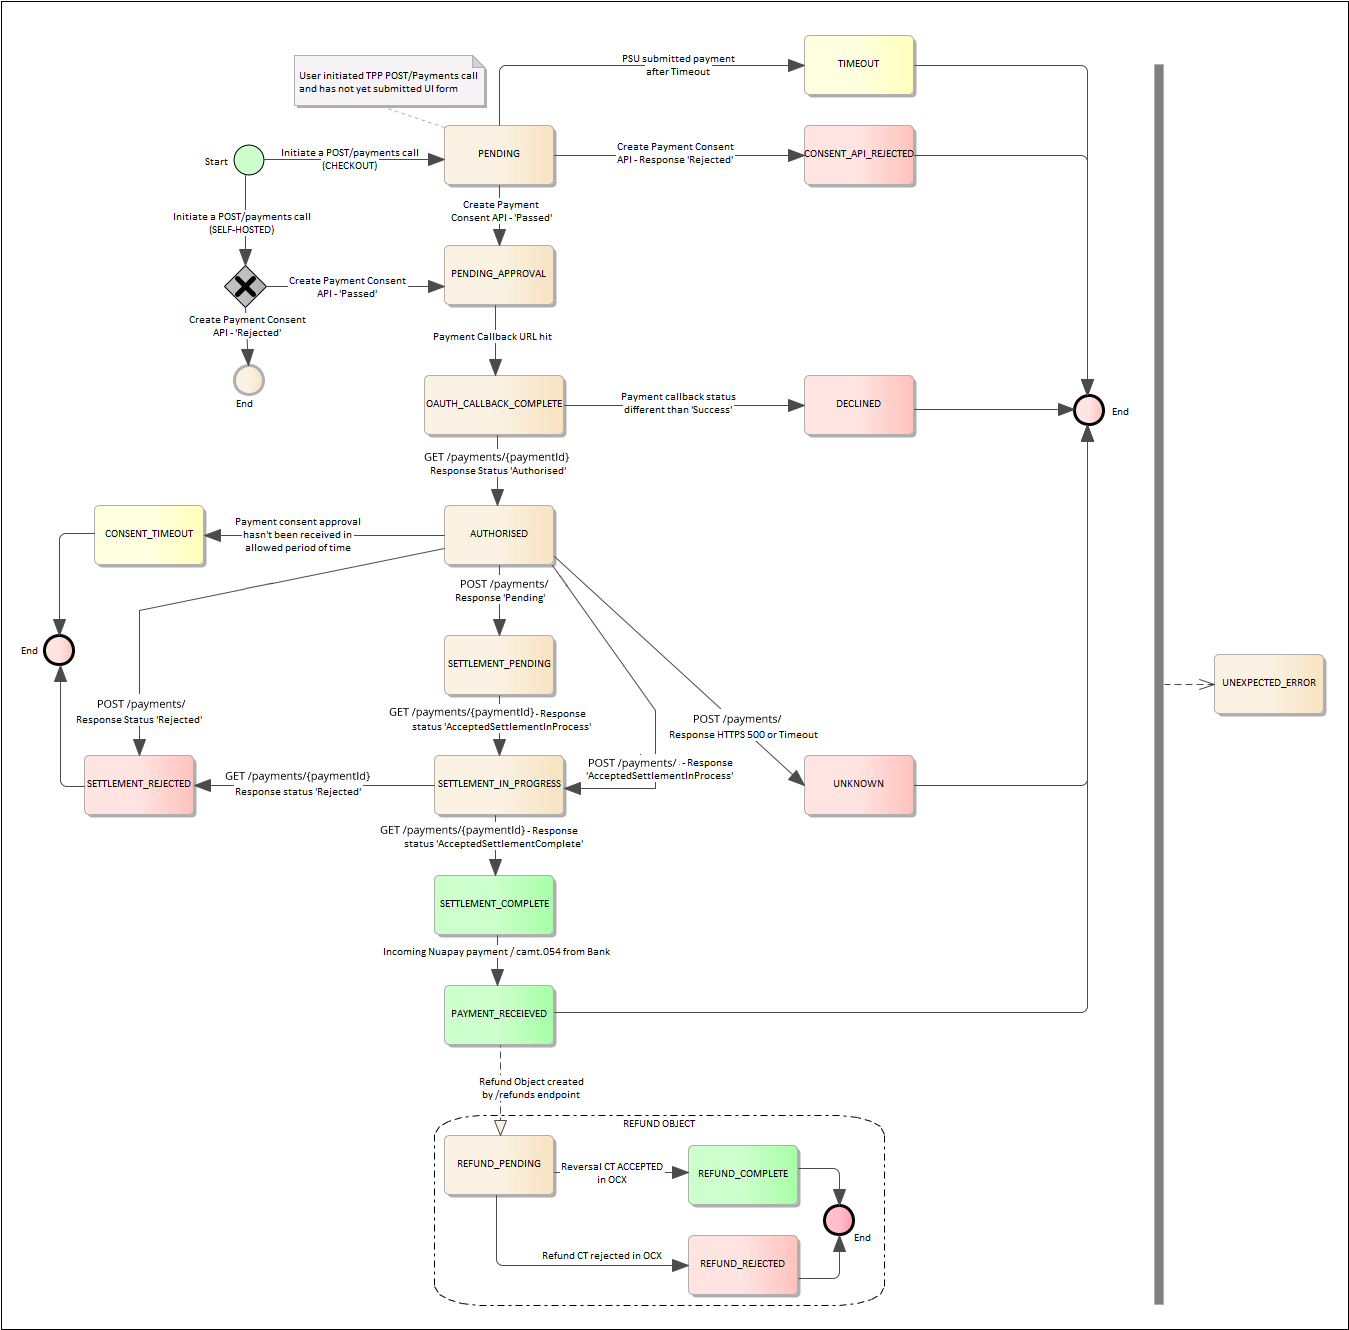 PSU submitted payment
after Timeout
TIMEOUT
User initiated TPP POST/Payments call
and has not yet submitted UI form
Start
Initiate a POST/payments call
(CHECKOUT)
PENDING
Create Payment Consent
API - Response 'Rejected'
CONSENT_API_REJECTED
Create Payment
Consent API - 'Passed'
Initiate a POST/payments call
(SELF-HOSTED)
Create Payment Consent
API - 'Passed'
PENDING_APPROVAL
Create Payment Consent
API - 'Rejected'
End
Payment Callback URL hit
OAUTH_CALLBACK_COMPLETE
Payment callback status
different than 'Success'
DECLINED
End
GET /payments/{paymentId}
Response Status 'Authorised'
CONSENT_TIMEOUT
Payment consent approval
hasn't been received in
allowed period of time
AUTHORISED
POST /payments/
Response 'Pending'
End
SETTLEMENT_PENDING
UNEXPECTED_ERROR
POST /payments/
Response Status 'Rejected'
GET /payments/{paymentId} - Response
status 'AcceptedSettlementInProcess'
POST /payments/
Response HTTPS 500 or Timeout
POST /payments/ - Response
'AcceptedSettlementInProcess'
SETTLEMENT_REJECTED
GET /payments/{paymentId}
Response status 'Rejected'
SETTLEMENT_IN_PROGRESS
UNKNOWN
GET /payments/{paymentId} - Response
status 'AcceptedSettlementComplete'
SETTLEMENT_COMPLETE
Incoming Nuapay payment / camt.054 from Bank
PAYMENT_RECEIEVED
Refund Object created
by /refunds endpoint
REFUND OBJECT
REFUND_PENDING
Reversal CT ACCEPTED
in OCX
REFUND_COMPLETE
End
Refund CT rejected in OCX
REFUND_REJECTED